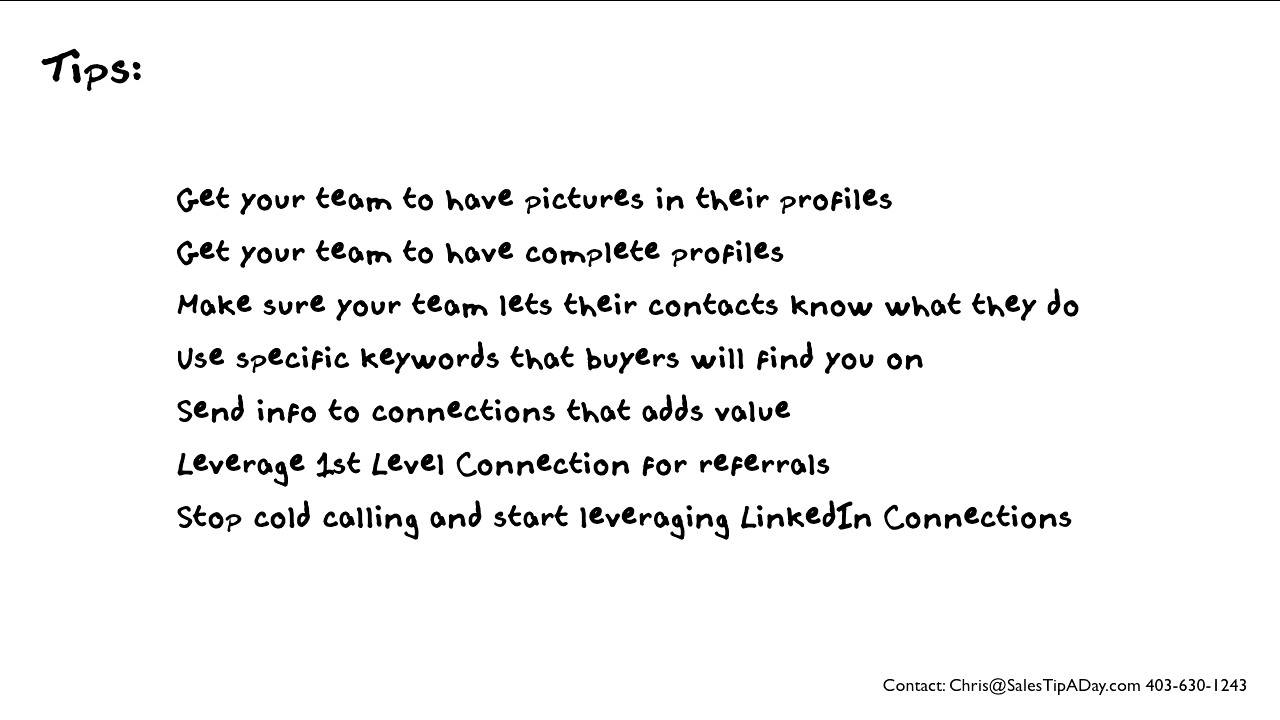 Tips:
Get your team to have pictures in their profiles
Get your team to have complete profiles
Make sure your team lets their contacts know what they do
Use specific keywords that buyers will find you on
Send info to connections that adds value
Leverage 1st Level Connection for referrals
Stop cold calling and start leveraging LinkedIn Connections
Contact: Chris@SalesTipADay.com 403-630-1243